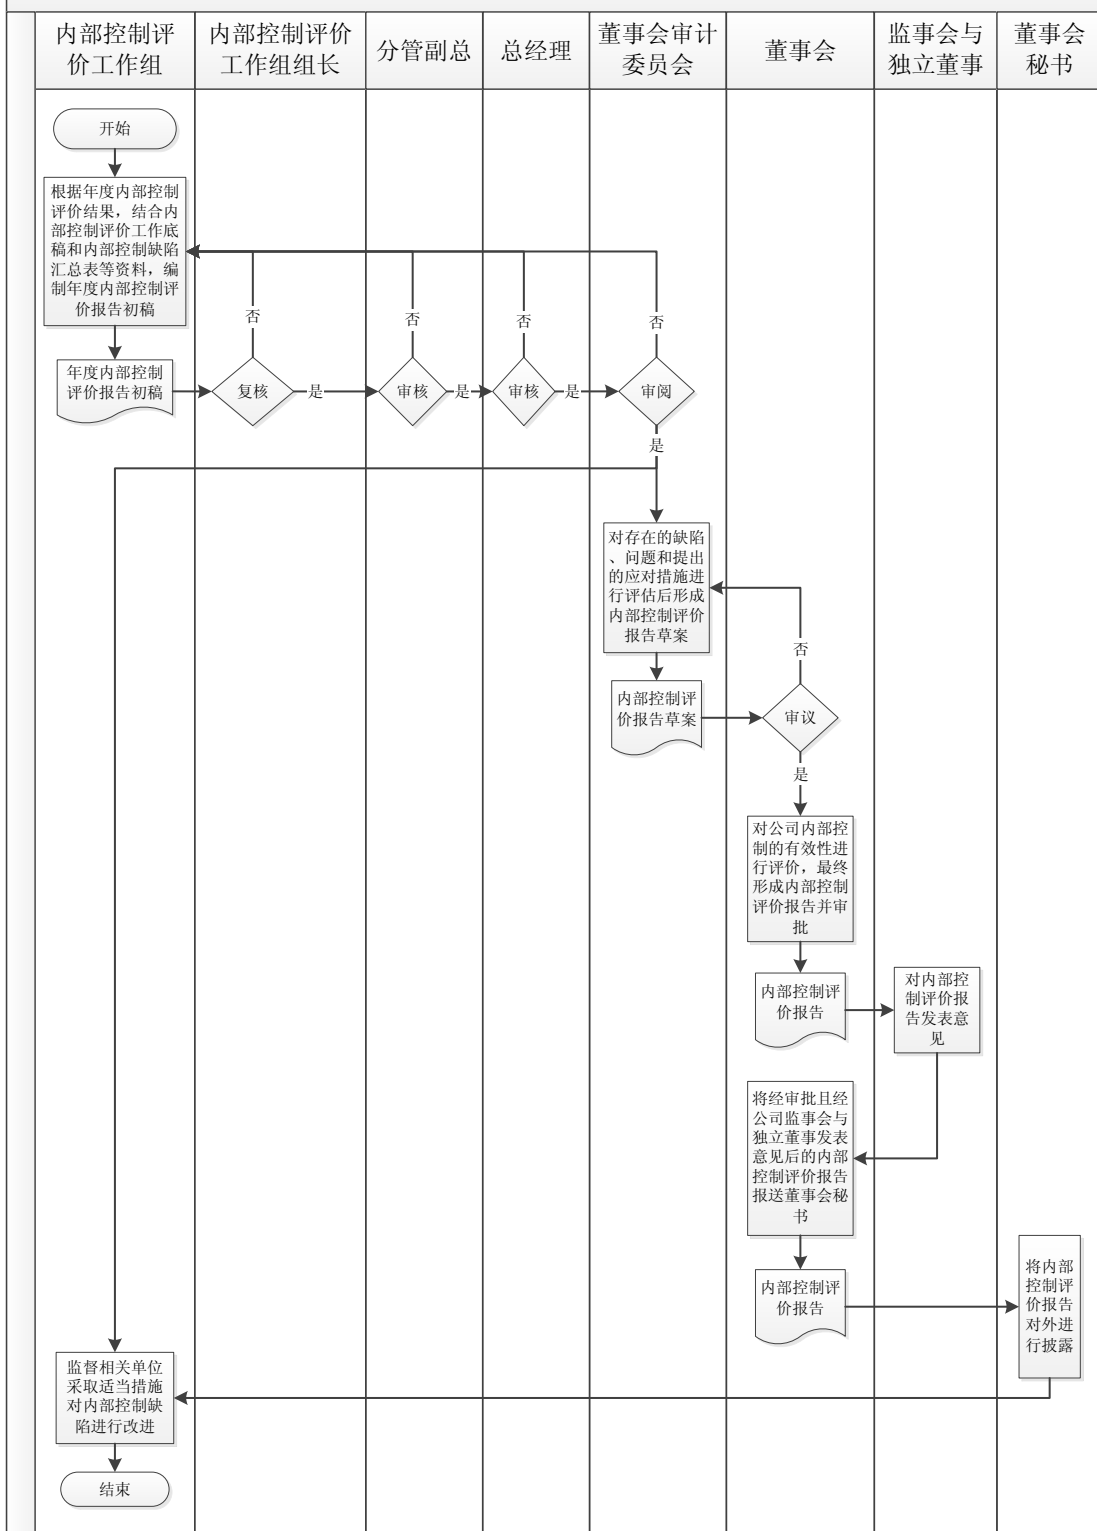 内部控制评
价工作组
内部控制评价
工作组组长
分管副总
总经理
董事会审计
委员会
董事会
监事会与
独立董事
董事会
秘书
开始
根据年度内部控制
评价结果，结合内
部控制评价工作底
稿和内部控制缺陷
汇总表等资料，编
制年度内部控制评
价报告初稿
否
否
否
否
年度内部控制
评价报告初稿
复核
是
审核
是
审核
是
审阅
是
对存在的缺陷
、问题和提出
的应对措施进
行评估后形成
内部控制评价
报告草案
否
内部控制评
价报告草案
审议
是
对公司内部控
制的有效性进
行评价，最终
形成内部控制
评价报告并审
批
内部控制评
价报告
对内部控
制评价报
告发表意
见
将经审批且经
公司监事会与
独立董事发表
意见后的内部
控制评价报告
报送董事会秘
书
内部控制评
价报告
将内部
控制评
价报告
对外进
行披露
监督相关单位
采取适当措施
对内部控制缺
陷进行改进
结束